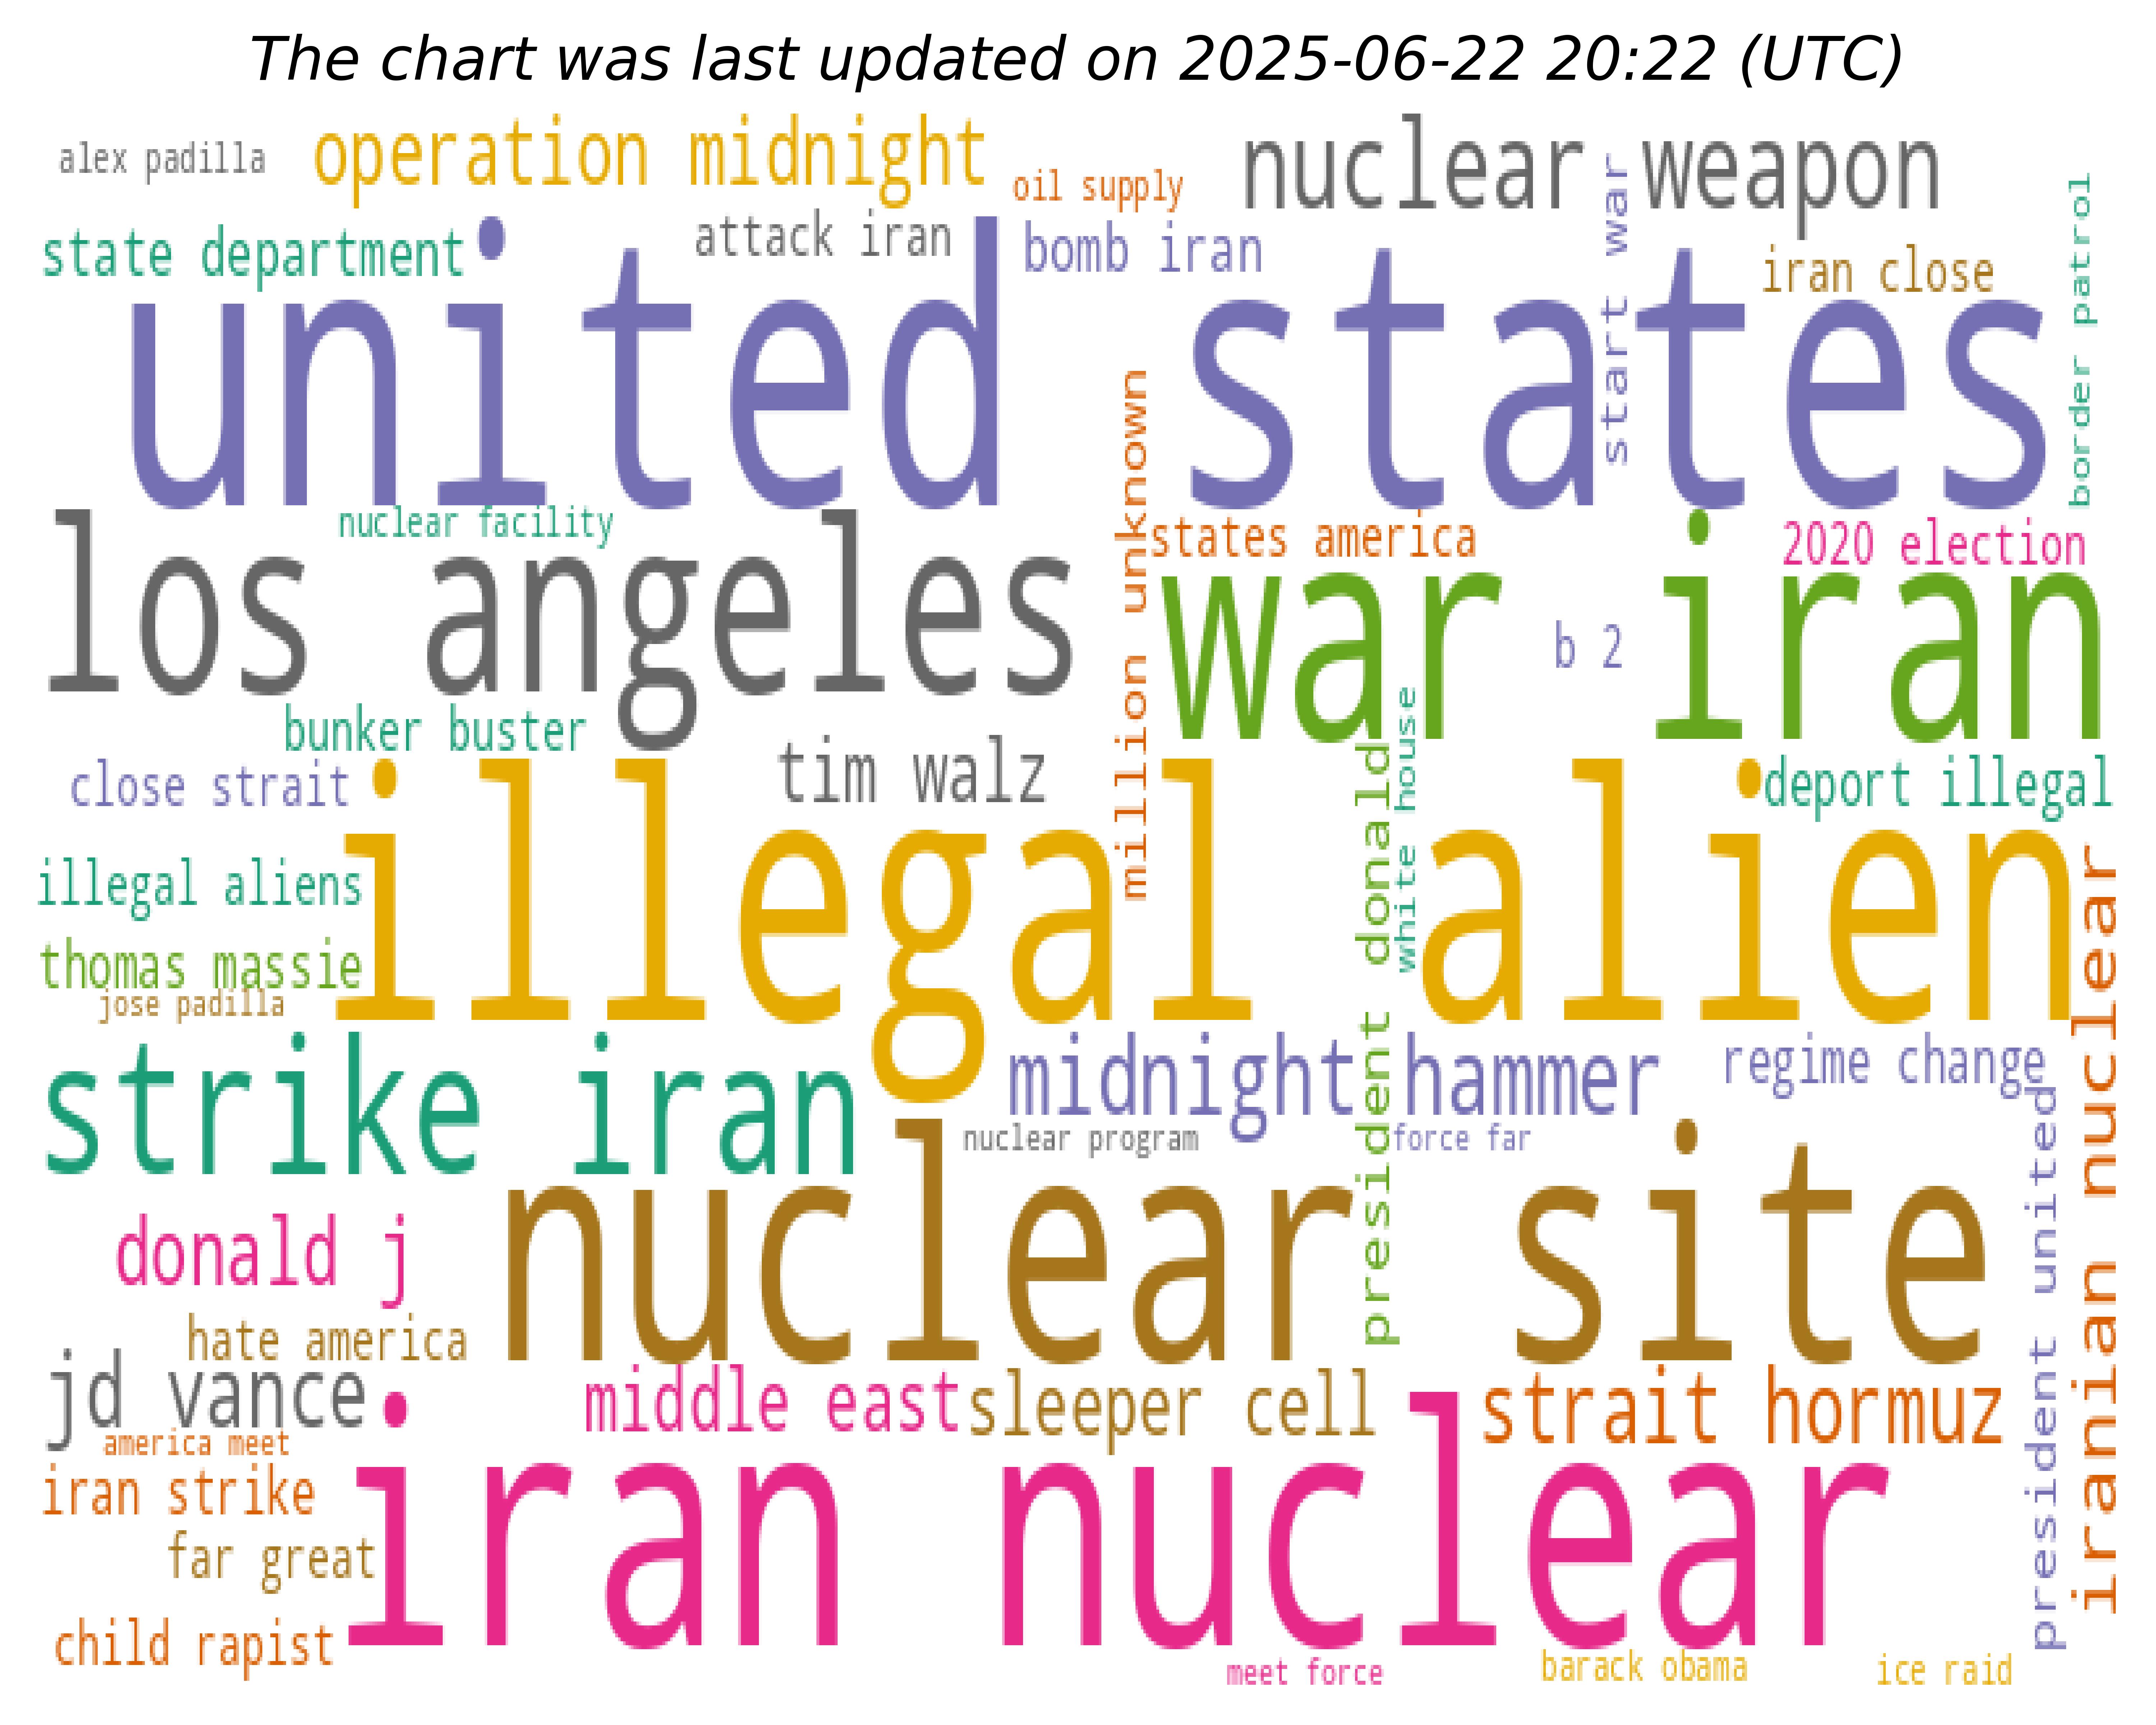 The chart was last updated on 2025-06-22 20:22 (UTC)
alex padilla
operation midnight
oil supply
nuclear weapon
state department
attack iran
bomb iran
start war
iran close
border patrol
united states
nuclear facility
los angeles
million unknown
states america
2020 election
war iran
b 2
bunker buster
tim walz
white house
close strait
deport illegal
illegal alien
illegal aliens
president donald
thomas massie
jose padilla
iranian nuclear
strike iran
midnight hammer
regime change
nuclear program
force far
president united
donald j
nuclear site
hate america
jd vance
middle east
sleeper cell
strait hormuz
america meet
iran strike
iran nuclear
far great
child rapist
meet force
barack obama
ice raid